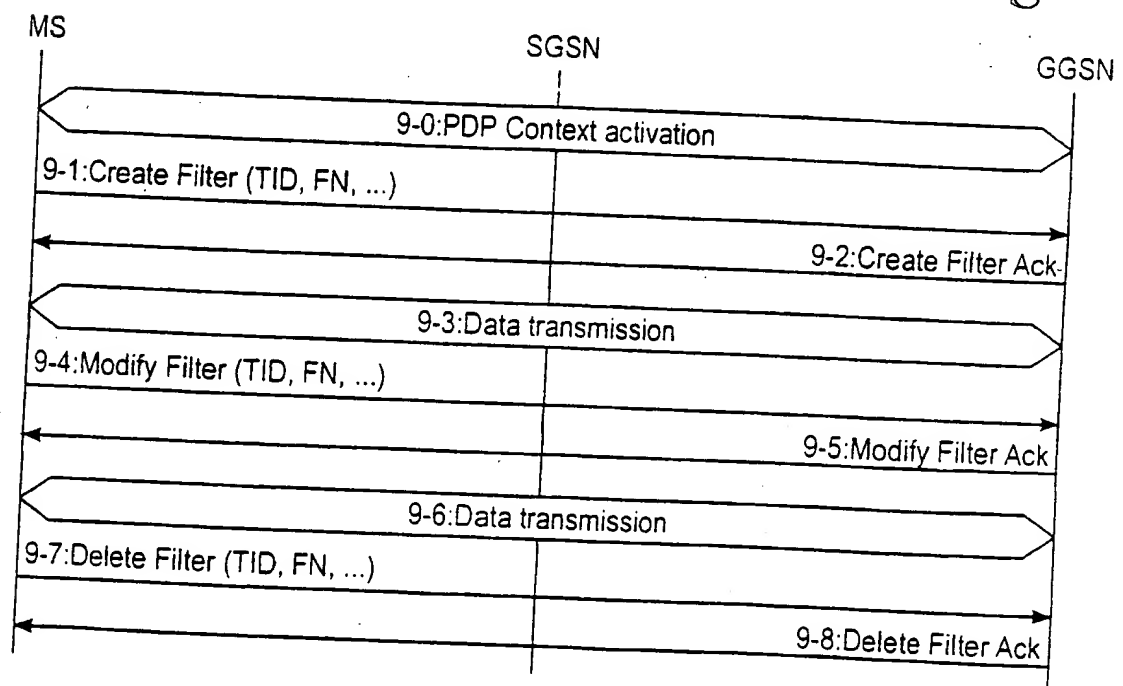 MS
SGSN
GGSN
9-0:PDP Context activation
9-1:Create Filter (TID, FN, ...)
9-2:Create Filter Ack
9-3:Data transmission
9-4:Modify Filter (TID, FN, ...)
9-5:Modify Filter Ack
9-6:Data transmission
9-7:Delete Filter (TID, FN, ...)
9-8:Delete Filter Ack